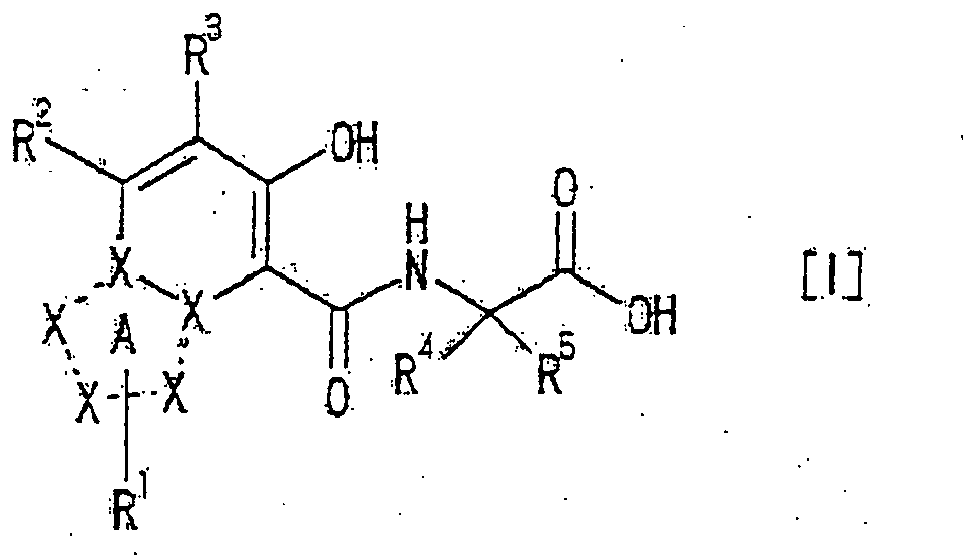 R³
R² OH
O
H
X N [I]
X X OH
A R⁴ R⁵
X X O
R¹